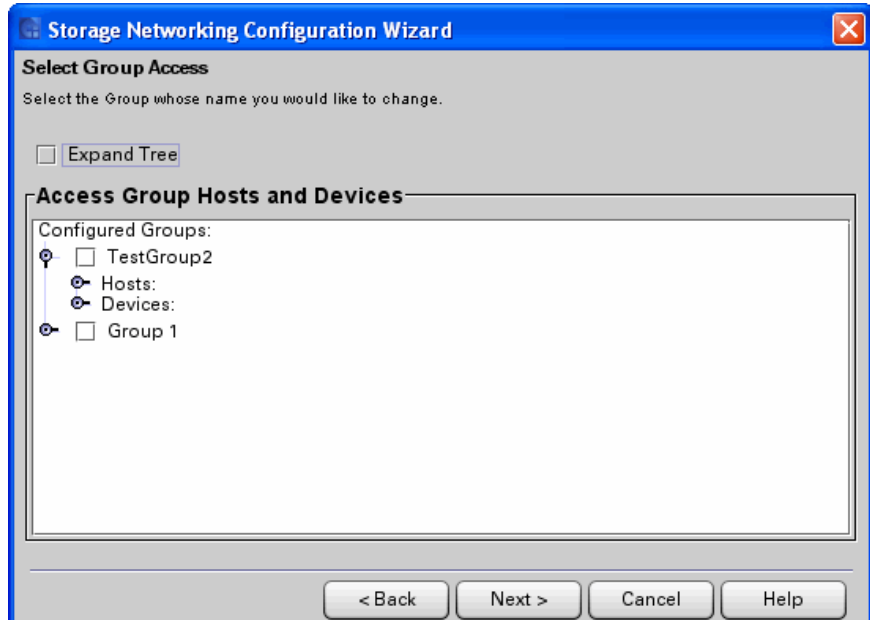 Storage Networking Configuration Wizard
Select Group Access
Select the Group whose name you would like to change.
Expand Tree
Access Group Hosts and Devices
Configured Groups:
TestGroup2
Hosts:
Devices:
Group 1
< Back Next > Cancel Help